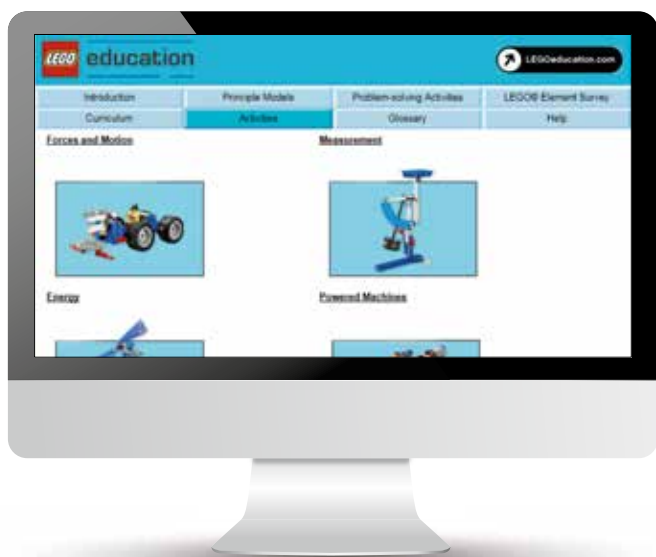 LEGO education
LEGOeducation.com
Introduction Principle Models Problem-solving Activities LEGO® Element Survey
Curriculum Activities Glossary Help
Forces and Motion Measurement
Energy Powered Machines